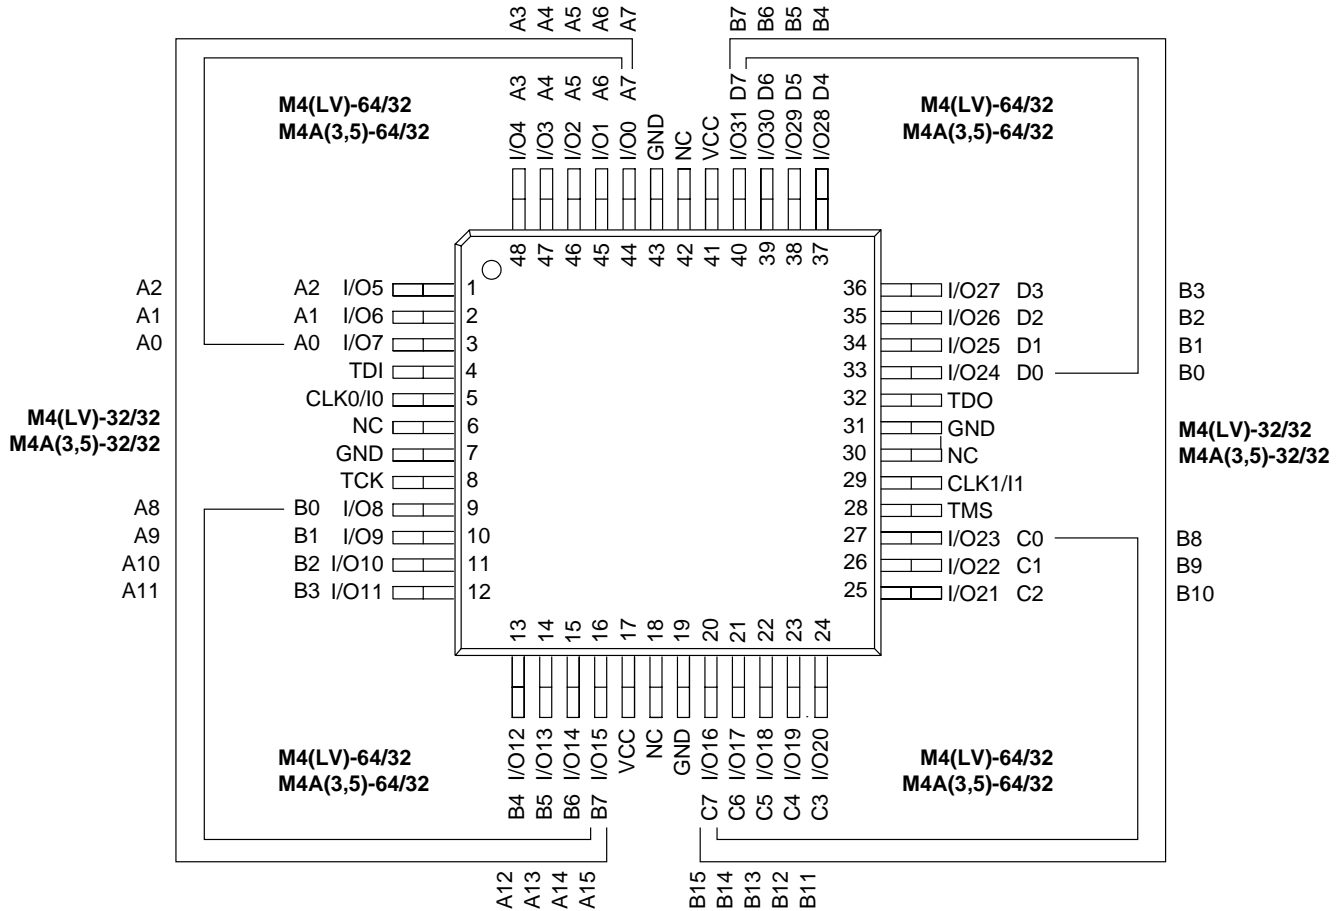 A3 A4 A5 A6 A7 B7 B6 B5 B4
M4(LV)-64/32
M4A(3,5)-64/32
A3 A4 A5 A6 A7 D7 D6 D5 D4
I/O4 I/O3 I/O2 I/O1 I/O0 GND NC VCC I/O31 I/O30 I/O29 I/O28
M4(LV)-64/32
M4A(3,5)-64/32
48 47 46 45 44 43 42 41 40 39 38 37
A2 A2 I/O5 1 36 I/O27 D3 B3
A1 A1 I/O6 2 35 I/O26 D2 B2
A0 A0 I/O7 3 34 I/O25 D1 B1
TDI 4 33 I/O24 D0 B0
CLK0/I0 5 32 TDO
M4(LV)-32/32
M4A(3,5)-32/32
NC 6 31 GND
M4(LV)-32/32
M4A(3,5)-32/32
GND 7 30 NC
TCK 8 29 CLK1/I1
A8 B0 I/O8 9 28 TMS
A9 B1 I/O9 10 27 I/O23 C0 B8
A10 B2 I/O10 11 26 I/O22 C1 B9
A11 B3 I/O11 12 25 I/O21 C2 B10
13 14 15 16 17 18 19 20 21 22 23 24
I/O12 I/O13 I/O14 I/O15 VCC NC GND I/O16 I/O17 I/O18 I/O19 I/O20
M4(LV)-64/32
M4A(3,5)-64/32
M4(LV)-64/32
M4A(3,5)-64/32
B4 B5 B6 B7 C7 C6 C5 C4 C3
A12 A13 A14 A15 B15 B14 B13 B12 B11